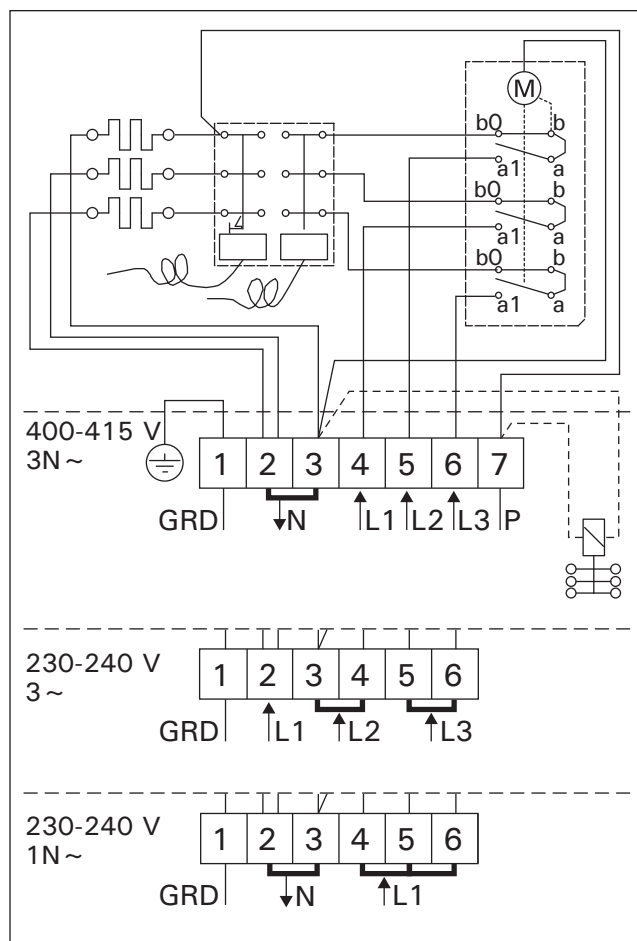 M
b0 b
a1 a
b0 b
a1 a
b0 b
a1 a
400-415 V
3N~
1 2 3 4 5 6 7
GRD N L1 L2 L3 P
230-240 V
3~
1 2 3 4 5 6
GRD L1 L2 L3
230-240 V
1N~
1 2 3 4 5 6
GRD N L1